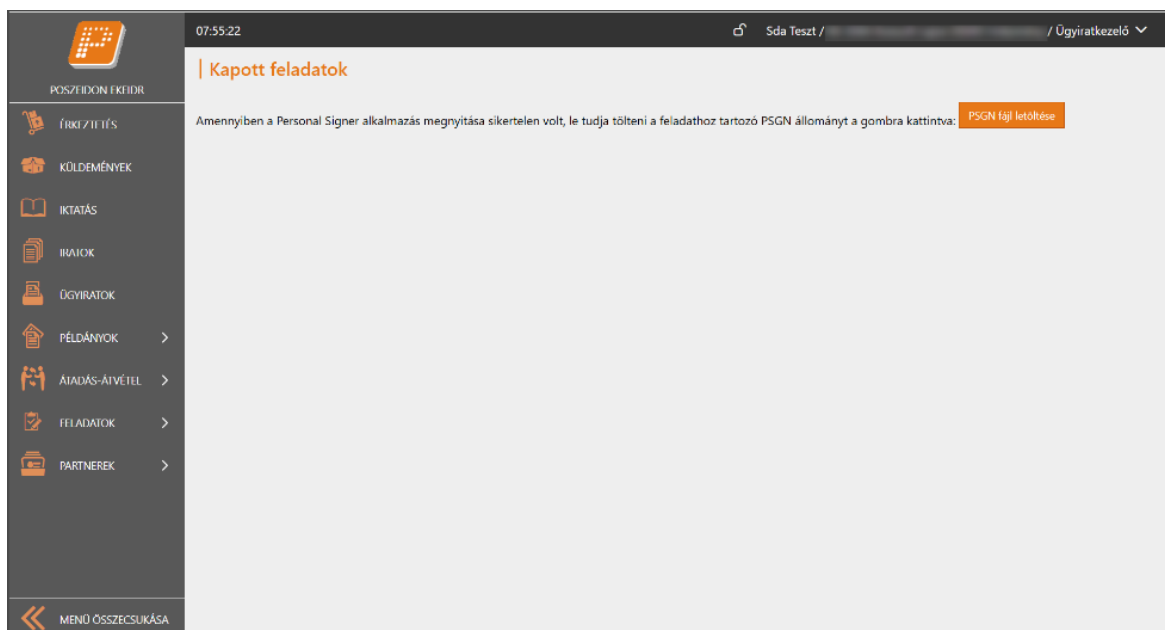 07:55:22
Sda Teszt /
/ Ügyiratkezelő
POSZEIDON EKEIDR
Kapott feladatok
ÉRKEZTETÉS
Amennyiben a Personal Signer alkalmazás megnyitása sikertelen volt, le tudja tölteni a feladathoz tartozó PSGN állományt a gombra kattintva:
PSGN fájl letöltése
KÜLDEMÉNYEK
IKTATÁS
IRATOK
ÜGYIRATOK
PÉLDÁNYOK
ÁTADÁS-ÁTVÉTEL
FELADATOK
PARTNEREK
MENÜ ÖSSZECSUKÁSA